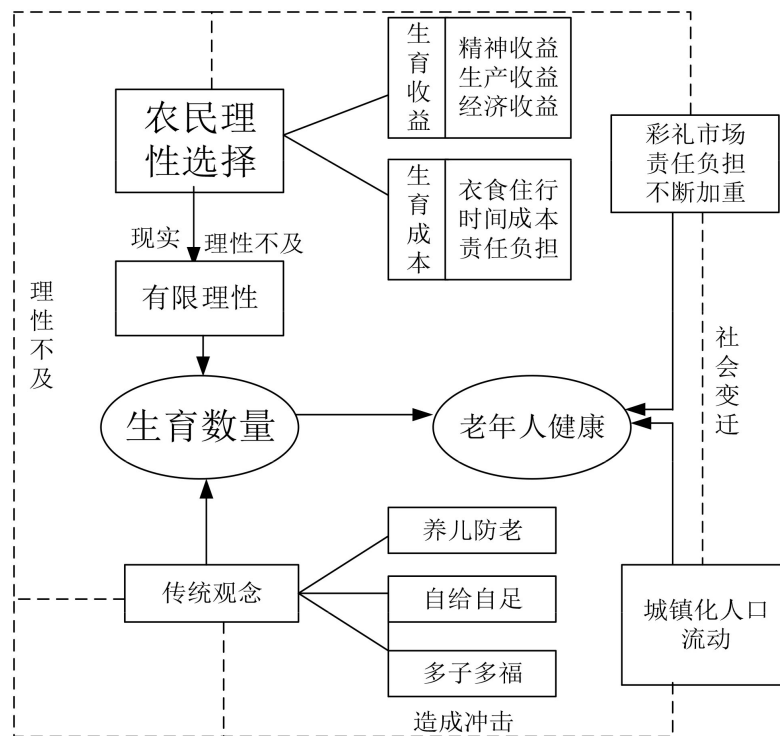 农民理
性选择
生育收益
精神收益
生产收益
经济收益
生育成本
衣食住行
时间成本
责任负担
彩礼市场
责任负担
不断加重
现实
理性不及
有限理性
理性不及
社会变迁
生育数量
老年人健康
养儿防老
传统观念
自给自足
多子多福
城镇化人口
流动
造成冲击